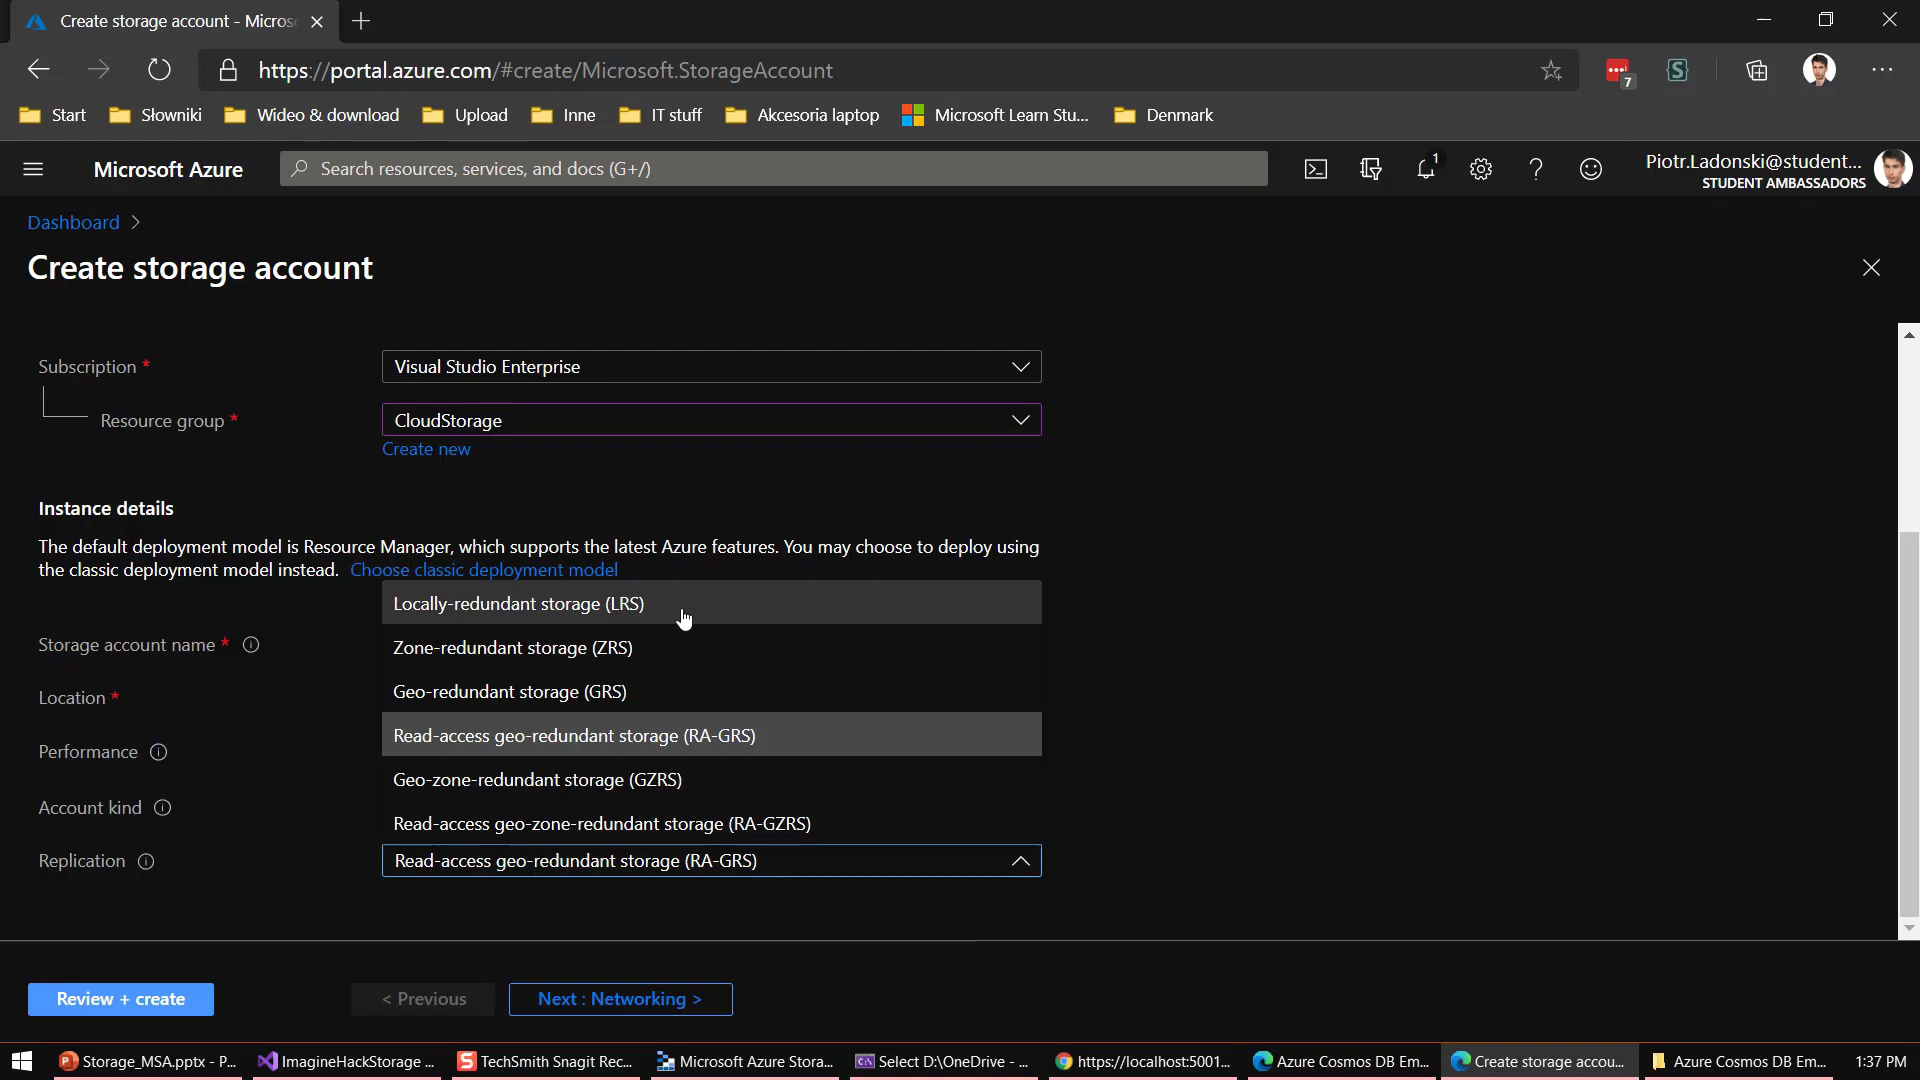 Create storage account - Micros
https://portal.azure.com/#create/Microsoft.StorageAccount
7
Start
Słowniki
Wideo & download
Upload
Inne
IT stuff
Akcesoria laptop
Microsoft Learn Stu...
Denmark
Microsoft Azure
Search resources, services, and docs (G+/)
1
Piotr.Ladonski@student...
STUDENT AMBASSADORS
Dashboard >
Create storage account
Subscription *
Visual Studio Enterprise
Resource group *
CloudStorage
Create new
Instance details
The default deployment model is Resource Manager, which supports the latest Azure features. You may choose to deploy using
the classic deployment model instead. Choose classic deployment model
Locally-redundant storage (LRS)
Storage account name *
Zone-redundant storage (ZRS)
Location *
Geo-redundant storage (GRS)
Performance
Read-access geo-redundant storage (RA-GRS)
Geo-zone-redundant storage (GZRS)
Account kind
Read-access geo-zone-redundant storage (RA-GZRS)
Replication
Read-access geo-redundant storage (RA-GRS)
Review + create
< Previous
Next : Networking >
Storage_MSA.pptx - P...
ImagineHackStorage ...
TechSmith Snagit Rec...
Microsoft Azure Stora...
Select D:\OneDrive - ...
https://localhost:5001...
Azure Cosmos DB Em...
Create storage accou...
Azure Cosmos DB Em...
1:37 PM